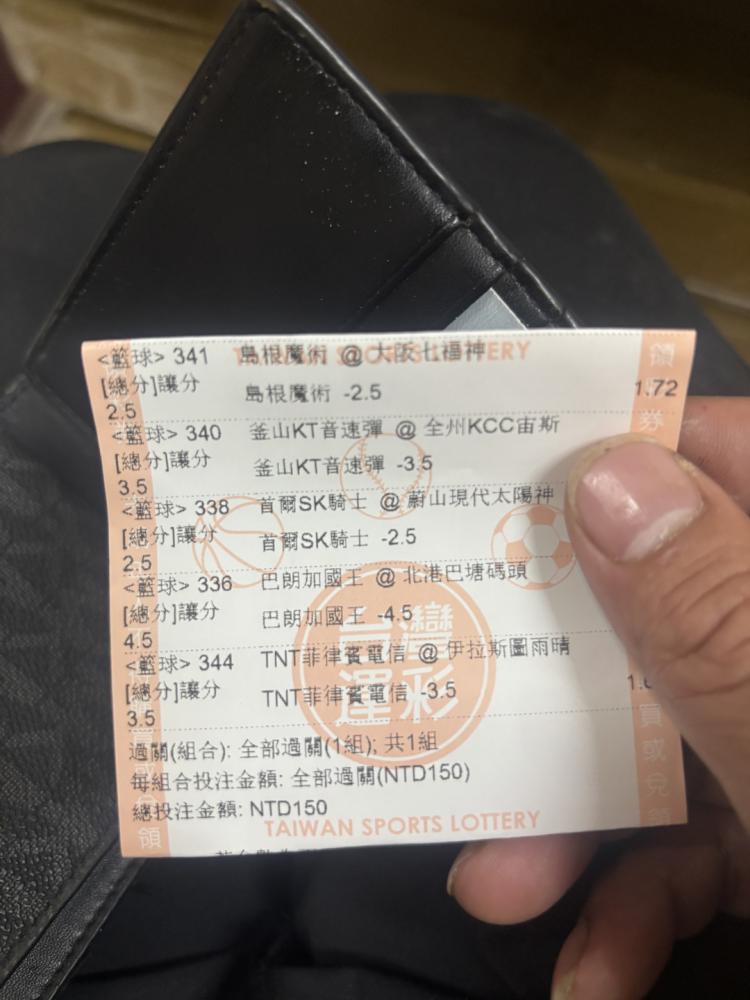 TAIWAN SPORTS LOTTERY
<籃球> 341 島根魔術 @ 大阪七福神
[總分]讓分 島根魔術 -2.5 1.72
2.5
<籃球> 340 釜山KT音速彈 @ 全州KCC宙斯
[總分]讓分 釜山KT音速彈 -3.5
3.5
<籃球> 338 首爾SK騎士 @ 蔚山現代太陽神
[總分]讓分 首爾SK騎士 -2.5
2.5
<籃球> 336 巴朗加國王 @ 北港巴塘碼頭
[總分]讓分 巴朗加國王 -4.5
4.5
<籃球> 344 TNT菲律賓電信 @ 伊拉斯圖雨晴
[總分]讓分 TNT菲律賓電信 -3.5
3.5
台灣
運彩
過關(組合): 全部過關(1組); 共1組
每組合投注金額: 全部過關(NTD150)
總投注金額: NTD150
TAIWAN SPORTS LOTTERY